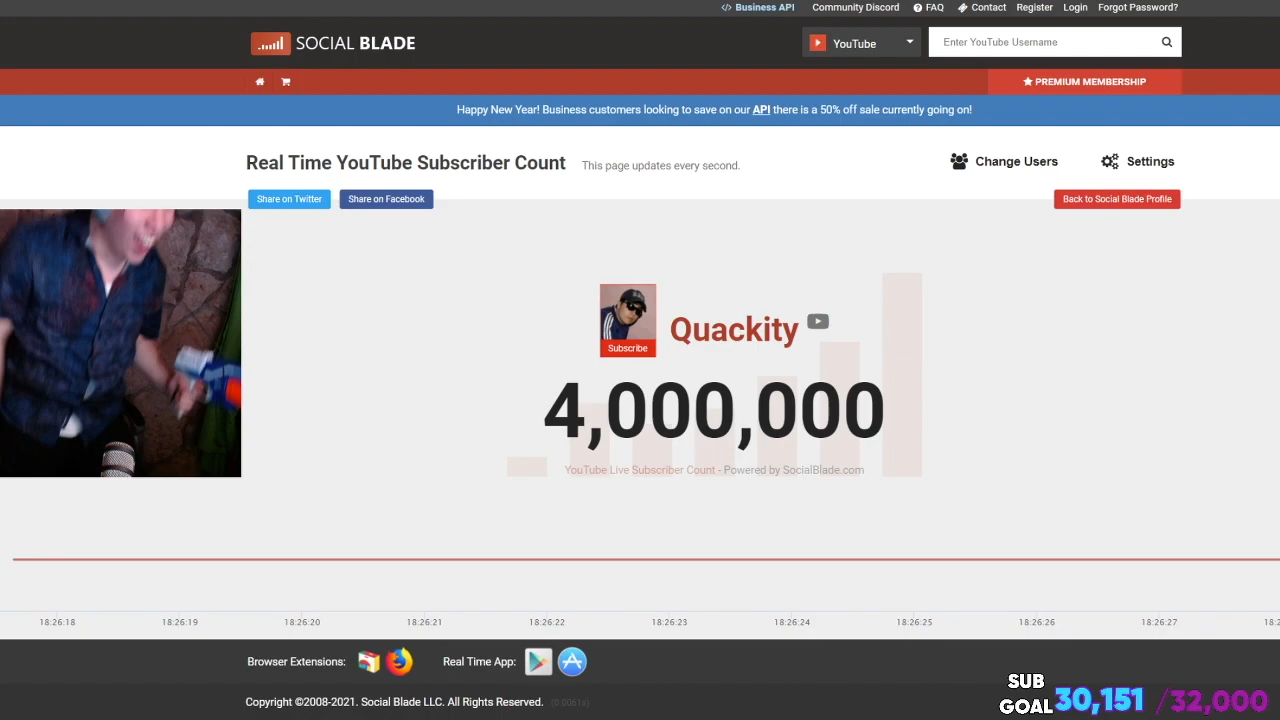 Business API Community Discord FAQ Contact Register Login Forgot Password?
SOCIAL BLADE YouTube Enter YouTube Username
PREMIUM MEMBERSHIP
Happy New Year! Business customers looking to save on our API there is a 50% off sale currently going on!
Real Time YouTube Subscriber Count This page updates every second. Change Users Settings
Share on Twitter Share on Facebook Back to Social Blade Profile
Quackity
Subscribe
4,000,000
YouTube Live Subscriber Count - Powered by SocialBlade.com
18:26:18 18:26:19 18:26:20 18:26:21 18:26:22 18:26:23 18:26:24 18:26:25 18:26:26 18:26:27
Browser Extensions: Real Time App:
Copyright ©2008-2021. Social Blade LLC. All Rights Reserved. (0.0061s)
SUB
GOAL 30,151 /32,000